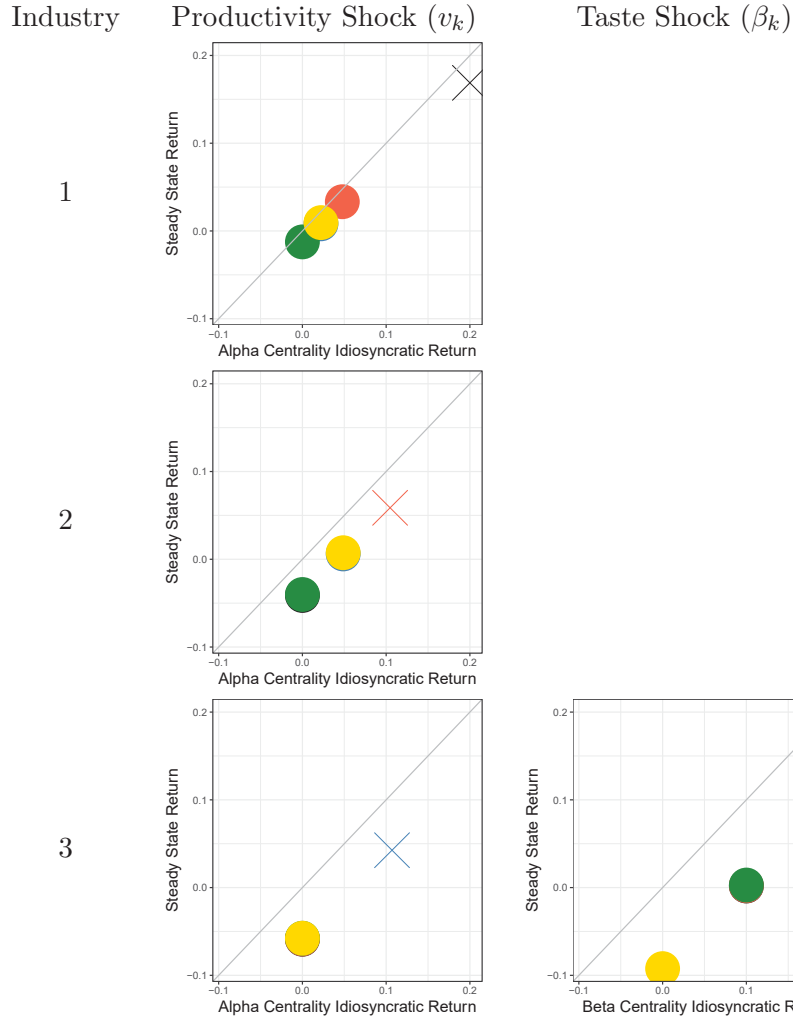 Industry Productivity Shock (v_k) Taste Shock (β_k)
1
Steady State Return
0.2
0.1
0.0
−0.1
−0.1 0.0 0.1 0.2
Alpha Centrality Idiosyncratic Return
2
Steady State Return
0.2
0.1
0.0
−0.1
−0.1 0.0 0.1 0.2
Alpha Centrality Idiosyncratic Return
3
Steady State Return
0.2
0.1
0.0
−0.1
−0.1 0.0 0.1 0.2
Alpha Centrality Idiosyncratic Return
Steady State Return
0.2
0.1
0.0
−0.1
−0.1 0.0 0.1
Beta Centrality Idiosyncratic R